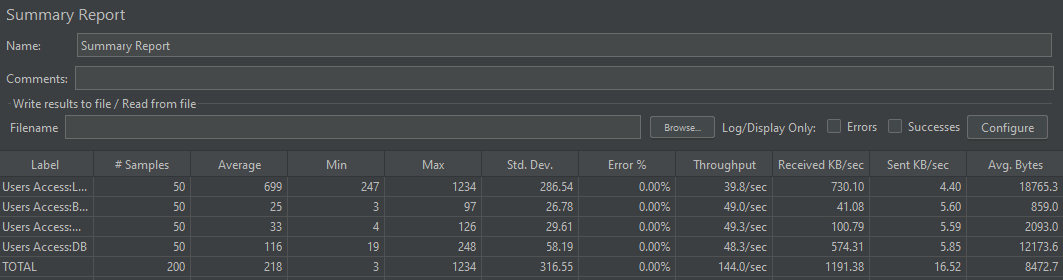 Summary Report
Name: Summary Report
Comments:
Write results to file / Read from file
Filename Browse... Log/Display Only: Errors Successes Configure
Label # Samples Average Min Max Std. Dev. Error % Throughput Received KB/sec Sent KB/sec Avg. Bytes
Users Access:L... 50 699 247 1234 286.54 0.00% 39.8/sec 730.10 4.40 18765.3
Users Access:B... 50 25 3 97 26.78 0.00% 49.0/sec 41.08 5.60 859.0
Users Access:... 50 33 4 126 29.61 0.00% 49.3/sec 100.79 5.59 2093.0
Users Access:DB 50 116 19 248 58.19 0.00% 48.3/sec 574.31 5.85 12173.6
TOTAL 200 218 3 1234 316.55 0.00% 144.0/sec 1191.38 16.52 8472.7